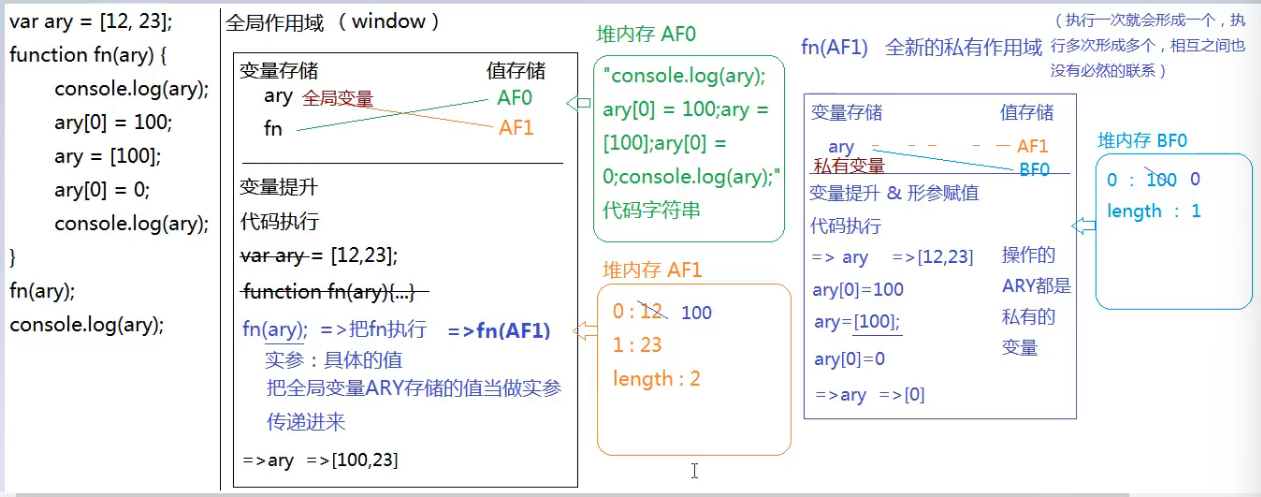 var ary = [12, 23];
function fn(ary) {
console.log(ary);
ary[0] = 100;
ary = [100];
ary[0] = 0;
console.log(ary);
}
fn(ary);
console.log(ary);
全局作用域 （window）
变量存储 值存储
ary 全局变量 AF0
fn AF1
变量提升
代码执行
var ary = [12,23];
function fn(ary){...}
fn(ary); =>把fn执行 =>fn(AF1)
实参：具体的值
把全局变量ARY存储的值当做实参
传递进来
=>ary =>[100,23]
堆内存 AF0
"console.log(ary);
ary[0] = 100;ary =
[100];ary[0] =
0;console.log(ary);"
代码字符串
堆内存 AF1
0 : 12 100
1 : 23
length : 2
fn(AF1) 全新的私有作用域
（执行一次就会形成一个，执
行多次形成多个，相互之间也
没有必然的联系）
变量存储 值存储
ary AF1
私有变量 BF0
变量提升 & 形参赋值
代码执行
=> ary =>[12,23]
ary[0]=100
ary=[100];
ary[0]=0
=>ary =>[0]
操作的
ARY都是
私有的
变量
堆内存 BF0
0 : 100 0
length : 1